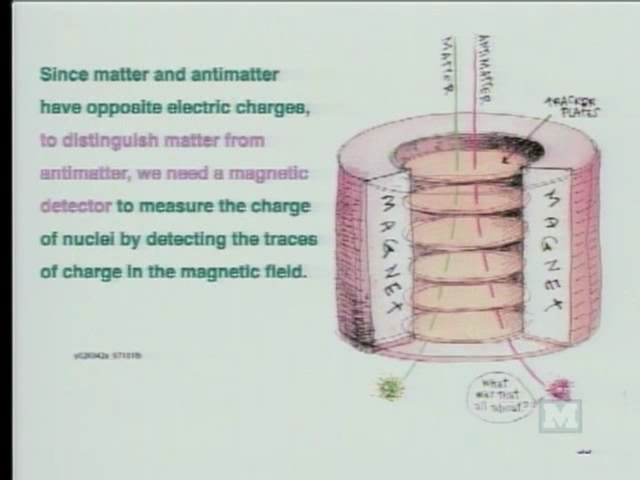 Since matter and antimatter
have opposite electric charges,
to distinguish matter from
antimatter, we need a magnetic
detector to measure the charge
of nuclei by detecting the traces
of charge in the magnetic field.
MATTER
ANTIMATTER
TRACKER
PLATES
MAGNET
MAGNET
what
was that
all about?
M